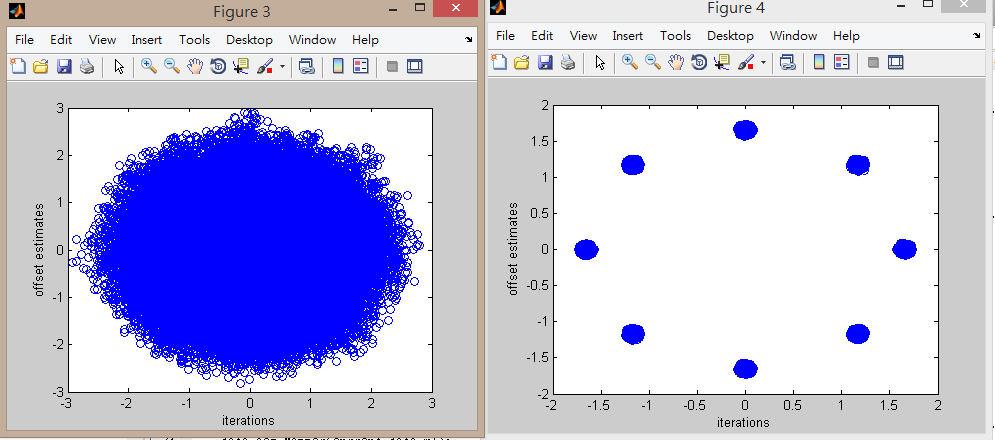 Figure 3
File Edit View Insert Tools Desktop Window Help
3
2
1
0
-1
-2
-3
-3 -2 -1 0 1 2 3
offset estimates
iterations
Figure 4
File Edit View Insert Tools Desktop Window Help
2
1.5
1
0.5
0
-0.5
-1
-1.5
-2
-2 -1.5 -1 -0.5 0 0.5 1 1.5 2
offset estimates
iterations